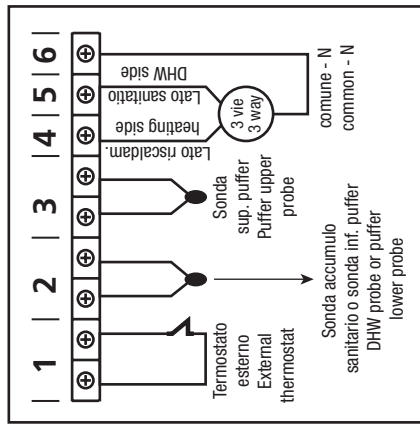 1
2
3
4
5
6
Termostato
esterno
External
thermostat
Sonda accumulo
sanitario o sonda inf. puffer
DHW probe or puffer
lower probe
Sonda
sup. puffer
Puffer upper
probe
Lato riscaldam.
heating side
Lato sanitatio
DHW side
3 vie
3 way
comune - N
common - N